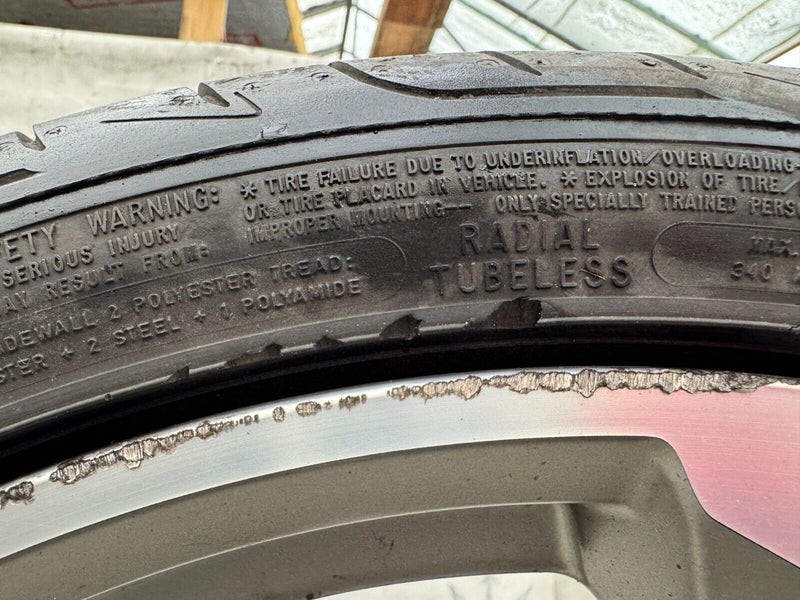 ETY WARNING:
SERIOUS INJURY
AY RESULT FROM:
* TIRE FAILURE DUE TO UNDERINFLATION/OVERLOADING
OR TIRE PLACARD IN VEHICLE. * EXPLOSION OF TIRE/
IMPROPER MOUNTING- ONLY SPECIALLY TRAINED PERS
RADIAL
TUBELESS
IDEWALL 2 POLYESTER TREAD:
STER + 2 STEEL + 1 POLYAMIDE
MAX.
340